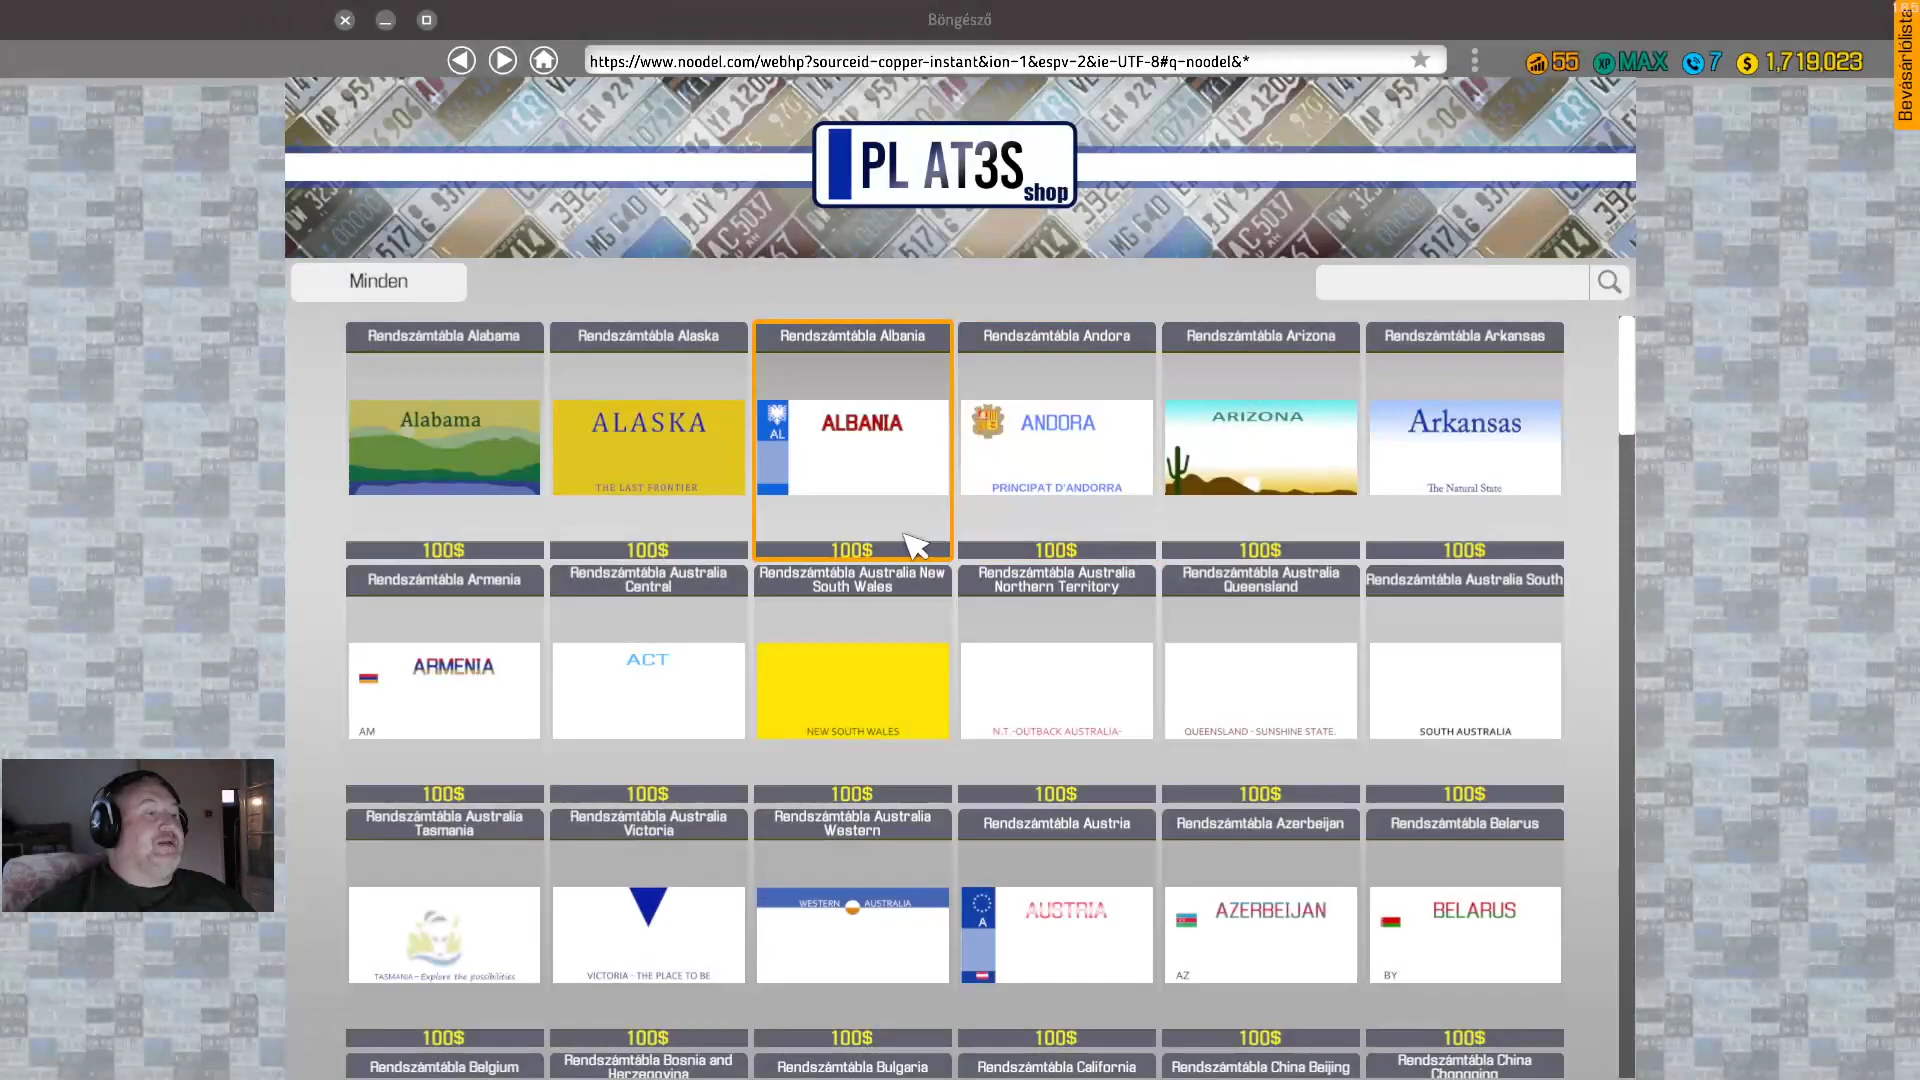 Böngésző
https://www.noodel.com/webhp?sourceid-copper-instant&ion-1&espv-2&ie-UTF-8#q-noodel&*
55 XP MAX 7 $ 1,719,023
Bevásárlólista
PL AT3S
shop
Minden
Rendszámtábla Alabama
Rendszámtábla Alaska
Rendszámtábla Albania
Rendszámtábla Andora
Rendszámtábla Arizona
Rendszámtábla Arkansas
Alabama
ALASKA
THE LAST FRONTIER
AL
ALBANIA
ANDORA
PRINCIPAT D'ANDORRA
ARIZONA
Arkansas
The Natural State
100$ 100$ 100$ 100$ 100$ 100$
Rendszámtábla Armenia
Rendszámtábla Australia
Central
Rendszámtábla Australia New
South Wales
Rendszámtábla Australia
Northern Territory
Rendszámtábla Australia
Queensland
Rendszámtábla Australia South
ARMENIA
AM
ACT
NEW SOUTH WALES
N.T.-OUTBACK AUSTRALIA-
QUEENSLAND - SUNSHINE STATE.
SOUTH AUSTRALIA
100$ 100$ 100$ 100$ 100$ 100$
Rendszámtábla Australia
Tasmania
Rendszámtábla Australia
Victoria
Rendszámtábla Australia
Western
Rendszámtábla Austria
Rendszámtábla Azerbeijan
Rendszámtábla Belarus
TASMANIA - Explore the possibilities
VICTORIA - THE PLACE TO BE
WESTERN AUSTRALIA
A
AUSTRIA
AZERBEIJAN
AZ
BELARUS
BY
100$ 100$ 100$ 100$ 100$ 100$
Rendszámtábla Belgium
Rendszámtábla Bosnia and
Herzegovina
Rendszámtábla Bulgaria
Rendszámtábla California
Rendszámtábla China Beijing
Rendszámtábla China
Chongqing